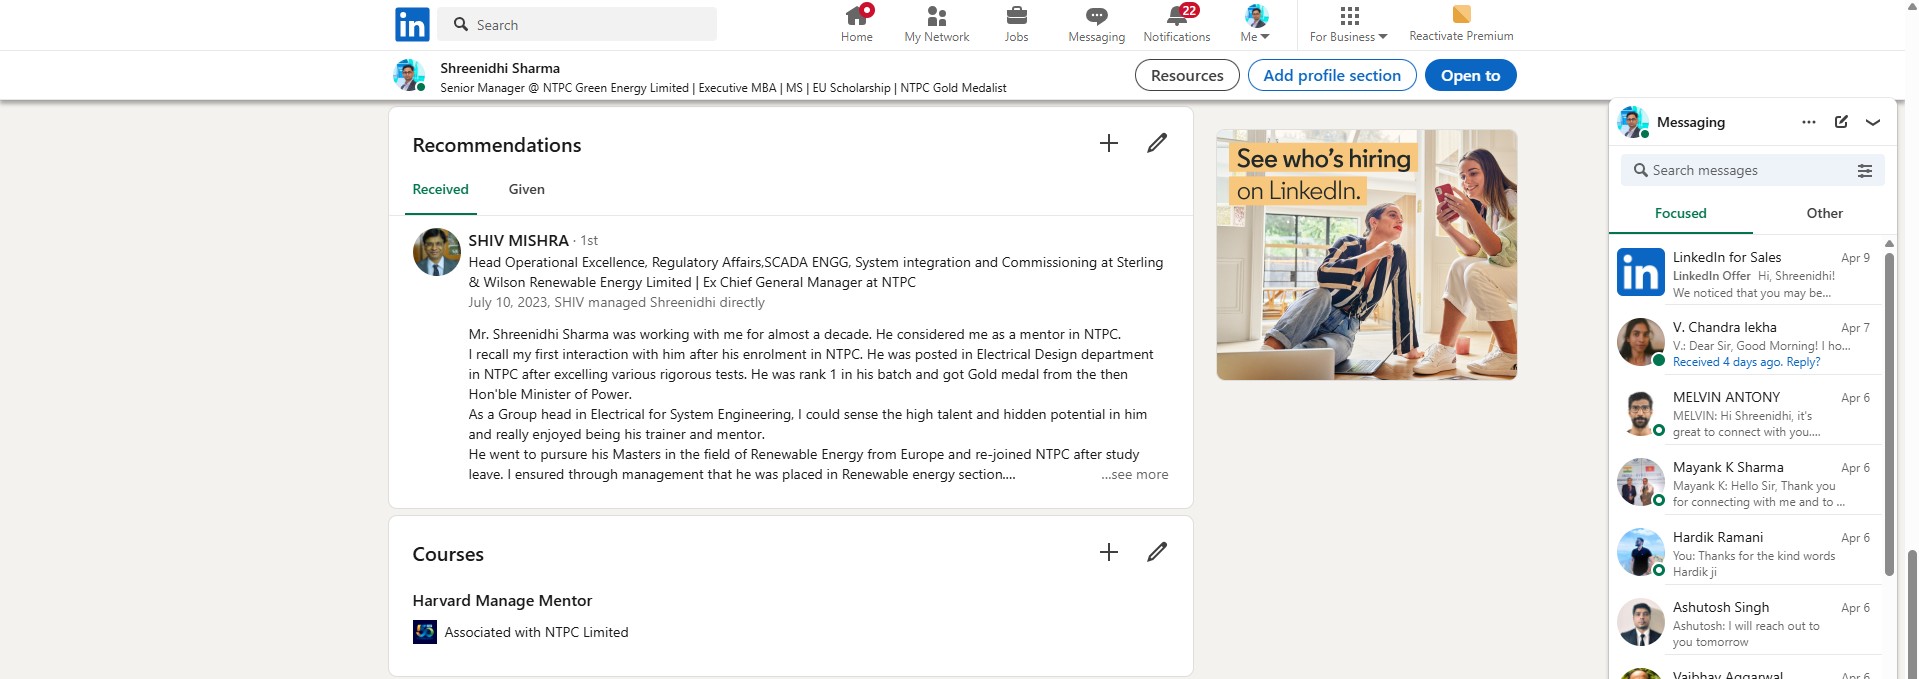 in
Search
Home
My Network
Jobs
Messaging
22
Notifications
Me
For Business
Reactivate Premium
Shreenidhi Sharma
Senior Manager @ NTPC Green Energy Limited | Executive MBA | MS | EU Scholarship | NTPC Gold Medalist
Resources
Add profile section
Open to
Recommendations
Received
Given
SHIV MISHRA · 1st
Head Operational Excellence, Regulatory Affairs,SCADA ENGG, System integration and Commissioning at Sterling
& Wilson Renewable Energy Limited | Ex Chief General Manager at NTPC
July 10, 2023, SHIV managed Shreenidhi directly
Mr. Shreenidhi Sharma was working with me for almost a decade. He considered me as a mentor in NTPC.
I recall my first interaction with him after his enrolment in NTPC. He was posted in Electrical Design department
in NTPC after excelling various rigorous tests. He was rank 1 in his batch and got Gold medal from the then
Hon'ble Minister of Power.
As a Group head in Electrical for System Engineering, I could sense the high talent and hidden potential in him
and really enjoyed being his trainer and mentor.
He went to pursure his Masters in the field of Renewable Energy from Europe and re-joined NTPC after study
leave. I ensured through management that he was placed in Renewable energy section....
...see more
Courses
Harvard Manage Mentor
Associated with NTPC Limited
See who's hiring
on LinkedIn.
Messaging
Search messages
Focused
Other
in
LinkedIn for Sales
Apr 9
LinkedIn Offer Hi, Shreenidhi!
We noticed that you may be...
V. Chandra lekha
Apr 7
V.: Dear Sir, Good Morning! I ho...
Received 4 days ago. Reply?
MELVIN ANTONY
Apr 6
MELVIN: Hi Shreenidhi, it's
great to connect with you....
Mayank K Sharma
Apr 6
Mayank K: Hello Sir, Thank you
for connecting with me and to ...
Hardik Ramani
Apr 6
You: Thanks for the kind words
Hardik ji
Ashutosh Singh
Apr 6
Ashutosh: I will reach out to
you tomorrow
Vaibhav Aggarwal
Apr 6